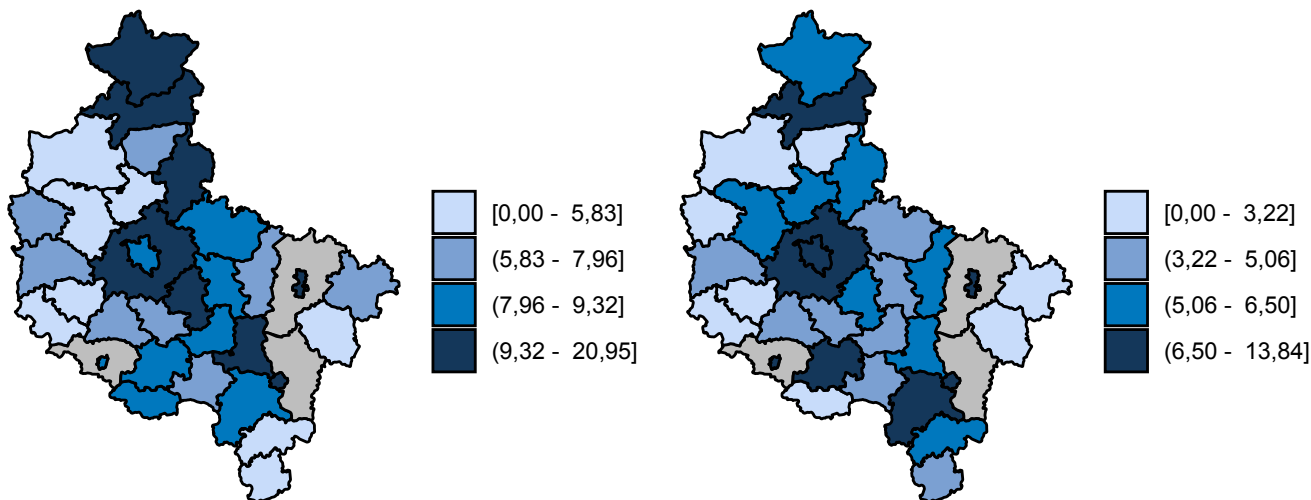 [0,00 - 5,83]
(5,83 - 7,96]
(7,96 - 9,32]
(9,32 - 20,95]
[0,00 - 3,22]
(3,22 - 5,06]
(5,06 - 6,50]
(6,50 - 13,84]